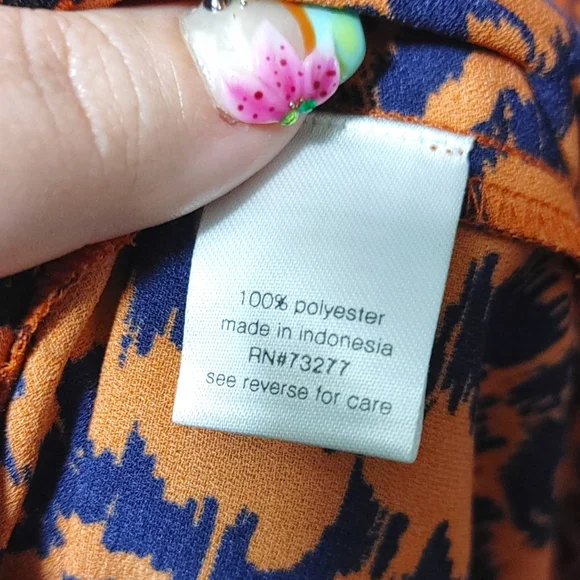 100% polyester
made in indonesia
RN#73277
see reverse for care